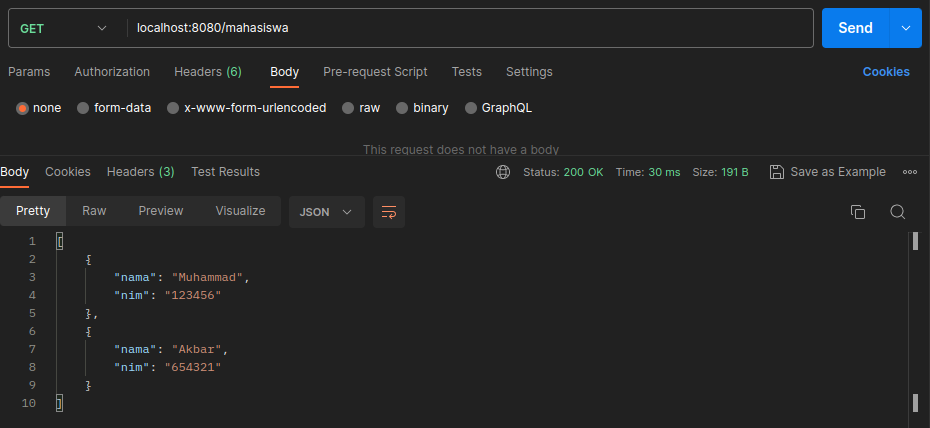 GET localhost:8080/mahasiswa Send
Params Authorization Headers (6) Body Pre-request Script Tests Settings Cookies
none form-data x-www-form-urlencoded raw binary GraphQL
This request does not have a body
Body Cookies Headers (3) Test Results Status: 200 OK Time: 30 ms Size: 191 B Save as Example
Pretty Raw Preview Visualize JSON
1 [
2 {
3 "nama": "Muhammad",
4 "nim": "123456"
5 },
6 {
7 "nama": "Akbar",
8 "nim": "654321"
9 }
10 ]